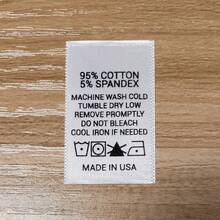 95% COTTON
5% SPANDEX
MACHINE WASH COLD
TUMBLE DRY LOW
REMOVE PROMPTLY
DO NOT BLEACH
COOL IRON IF NEEDED
MADE IN USA